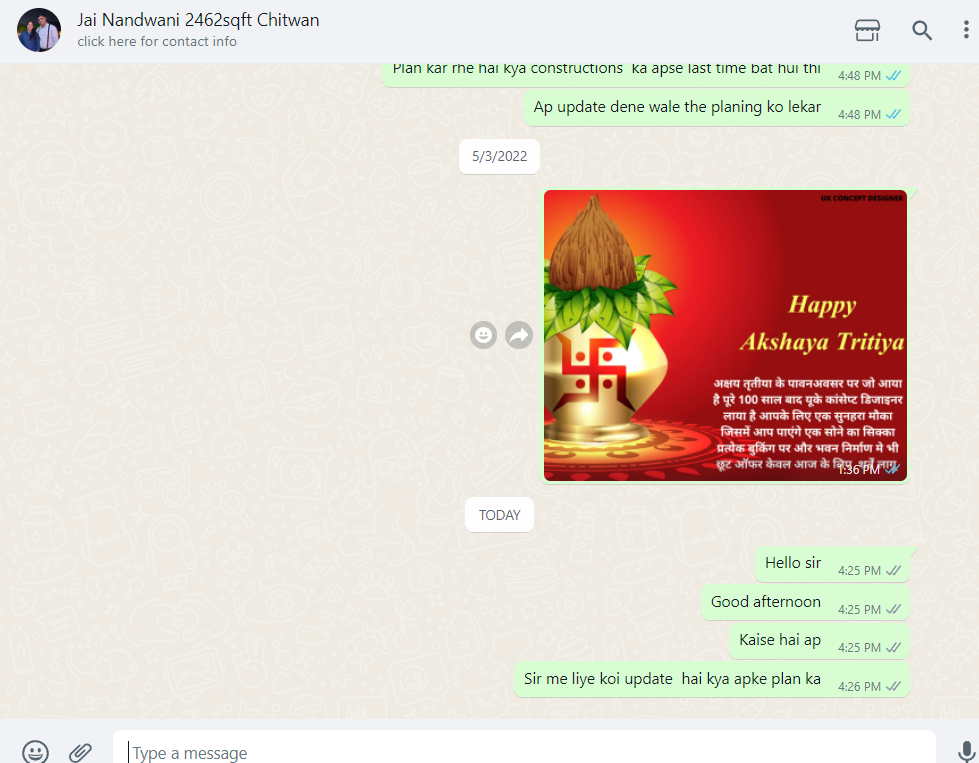 Jai Nandwani 2462sqft Chitwan
click here for contact info
Plan kar rhe hai kya constructions ka apse last time bat hui thi
4:48 PM
Ap update dene wale the planing ko lekar
4:48 PM
5/3/2022
UK CONCEPT DESIGNER
Happy
Akshaya Tritiya
अक्षय तृतीया के पावनअवसर पर जो आया
है पूरे 100 साल बाद यूके कांसेप्ट डिजाइनर
लाया है आपके लिए एक सुनहरा मौका
जिसमें आप पाएंगे एक सोने का सिक्का
प्रत्येक बुकिंग पर और भवन निर्माण मे भी
छूट ऑफर केवल आज के लिए, शर्तें लागू
1:36 PM
TODAY
Hello sir
4:25 PM
Good afternoon
4:25 PM
Kaise hai ap
4:25 PM
Sir me liye koi update hai kya apke plan ka
4:26 PM
Type a message